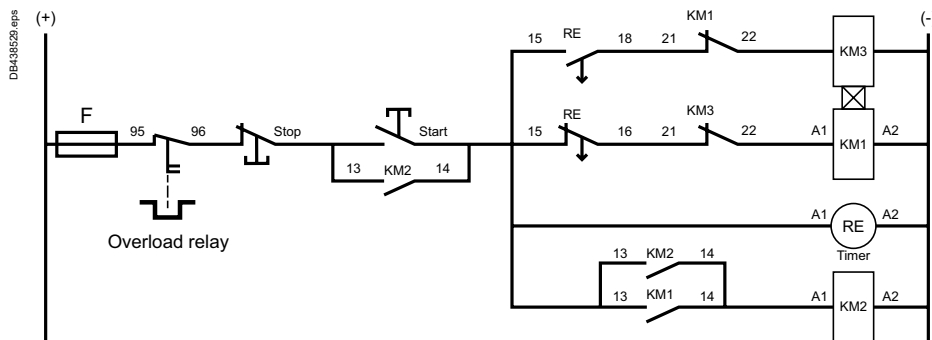 DB438529.eps
(+)
(-
KM1
15
RE
18
21
22
KM3
F
95
96
Stop
Start
13
KM2
14
15
RE
16
21
KM3
22
A1
KM1
A2
Overload relay
A1
RE
A2
Timer
13
KM2
14
13
KM1
14
A1
KM2
A2